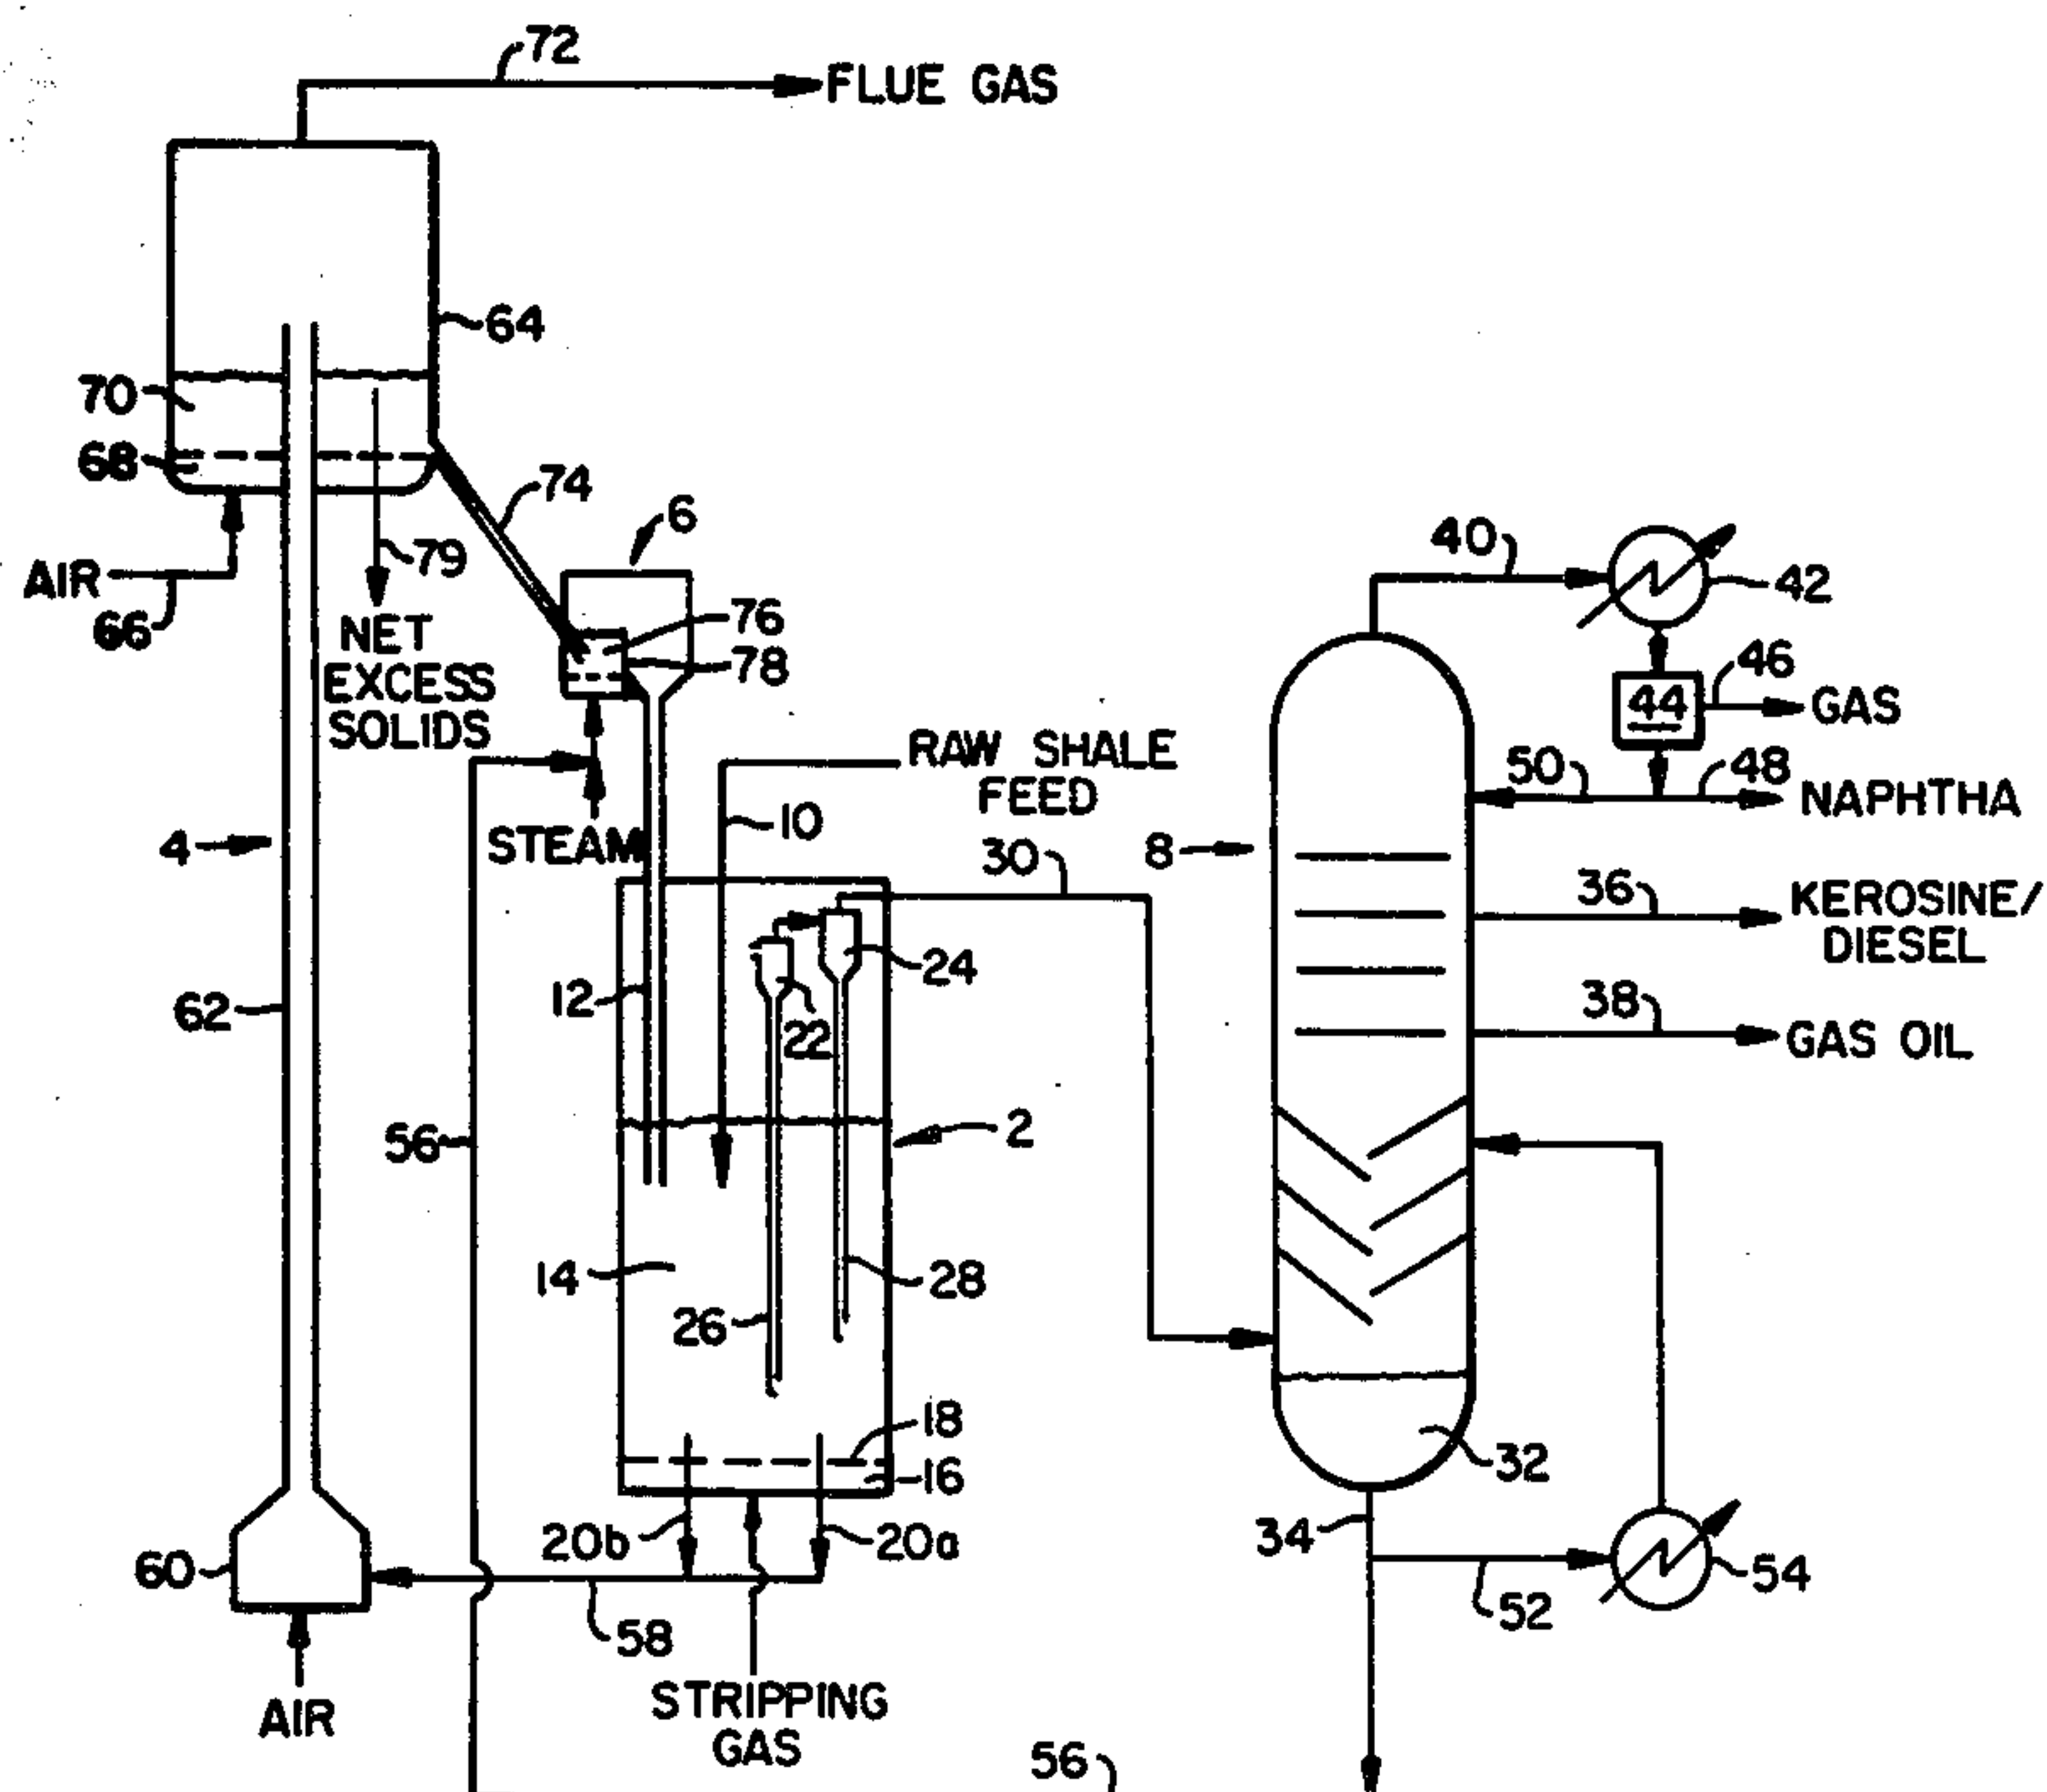 72
FLUE GAS
64
70
68
74
6
79
AIR
66
NET
EXCESS
SOLIDS
76
78
40
42
46
44
GAS
50
48
NAPHTHA
RAW SHALE
FEED
10
STEAM
4
30
8
36
KEROSINE/
DIESEL
24
12
62
22
38
GAS OIL
56
2
14
28
26
18
16
32
20b
20a
34
60
54
52
58
STRIPPING
GAS
AIR
56